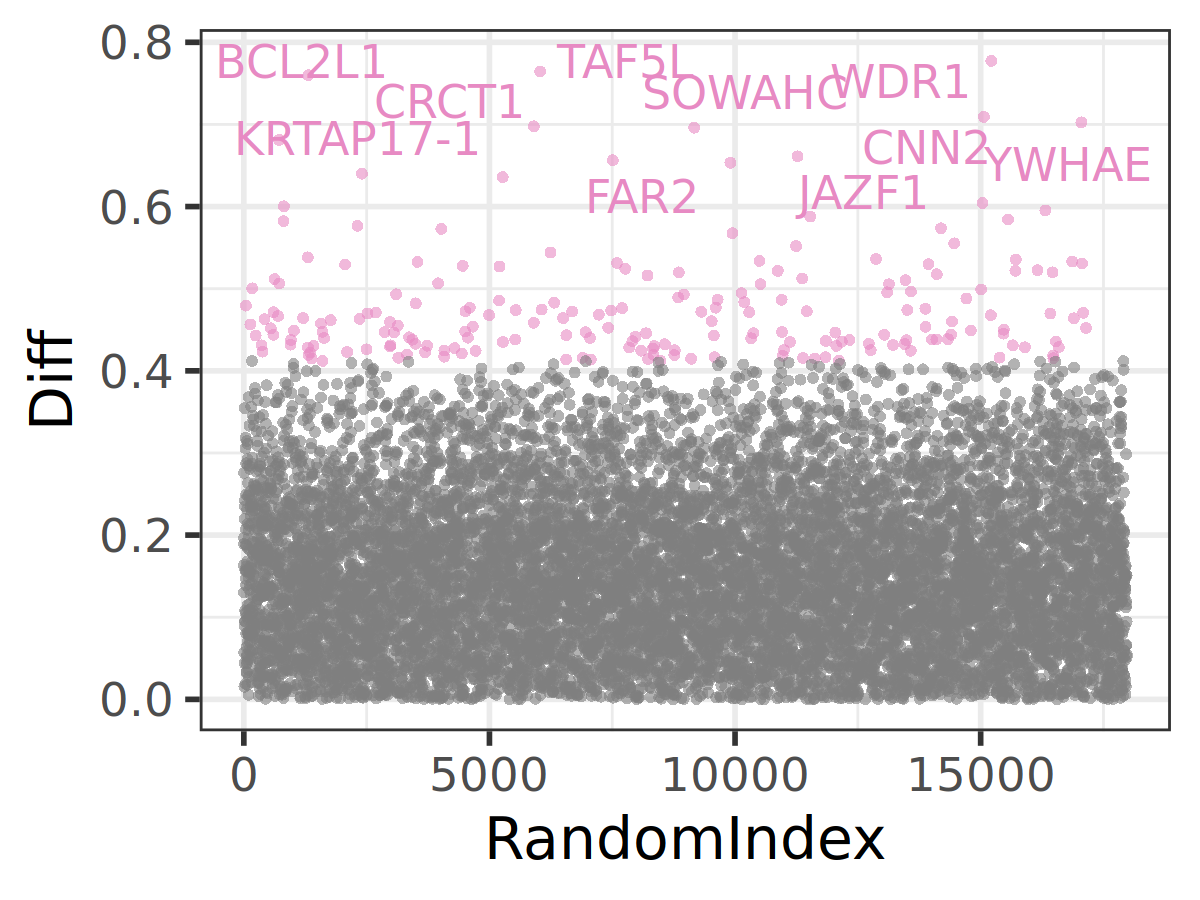 0.8
BCL2L1
TAF5L
WDR1
SOWAHC
CRCT1
KRTAP17-1
CNN2
YWHAE
0.6
FAR2
JAZF1
Diff
0.4
0.2
0.0
0 5000 10000 15000
RandomIndex